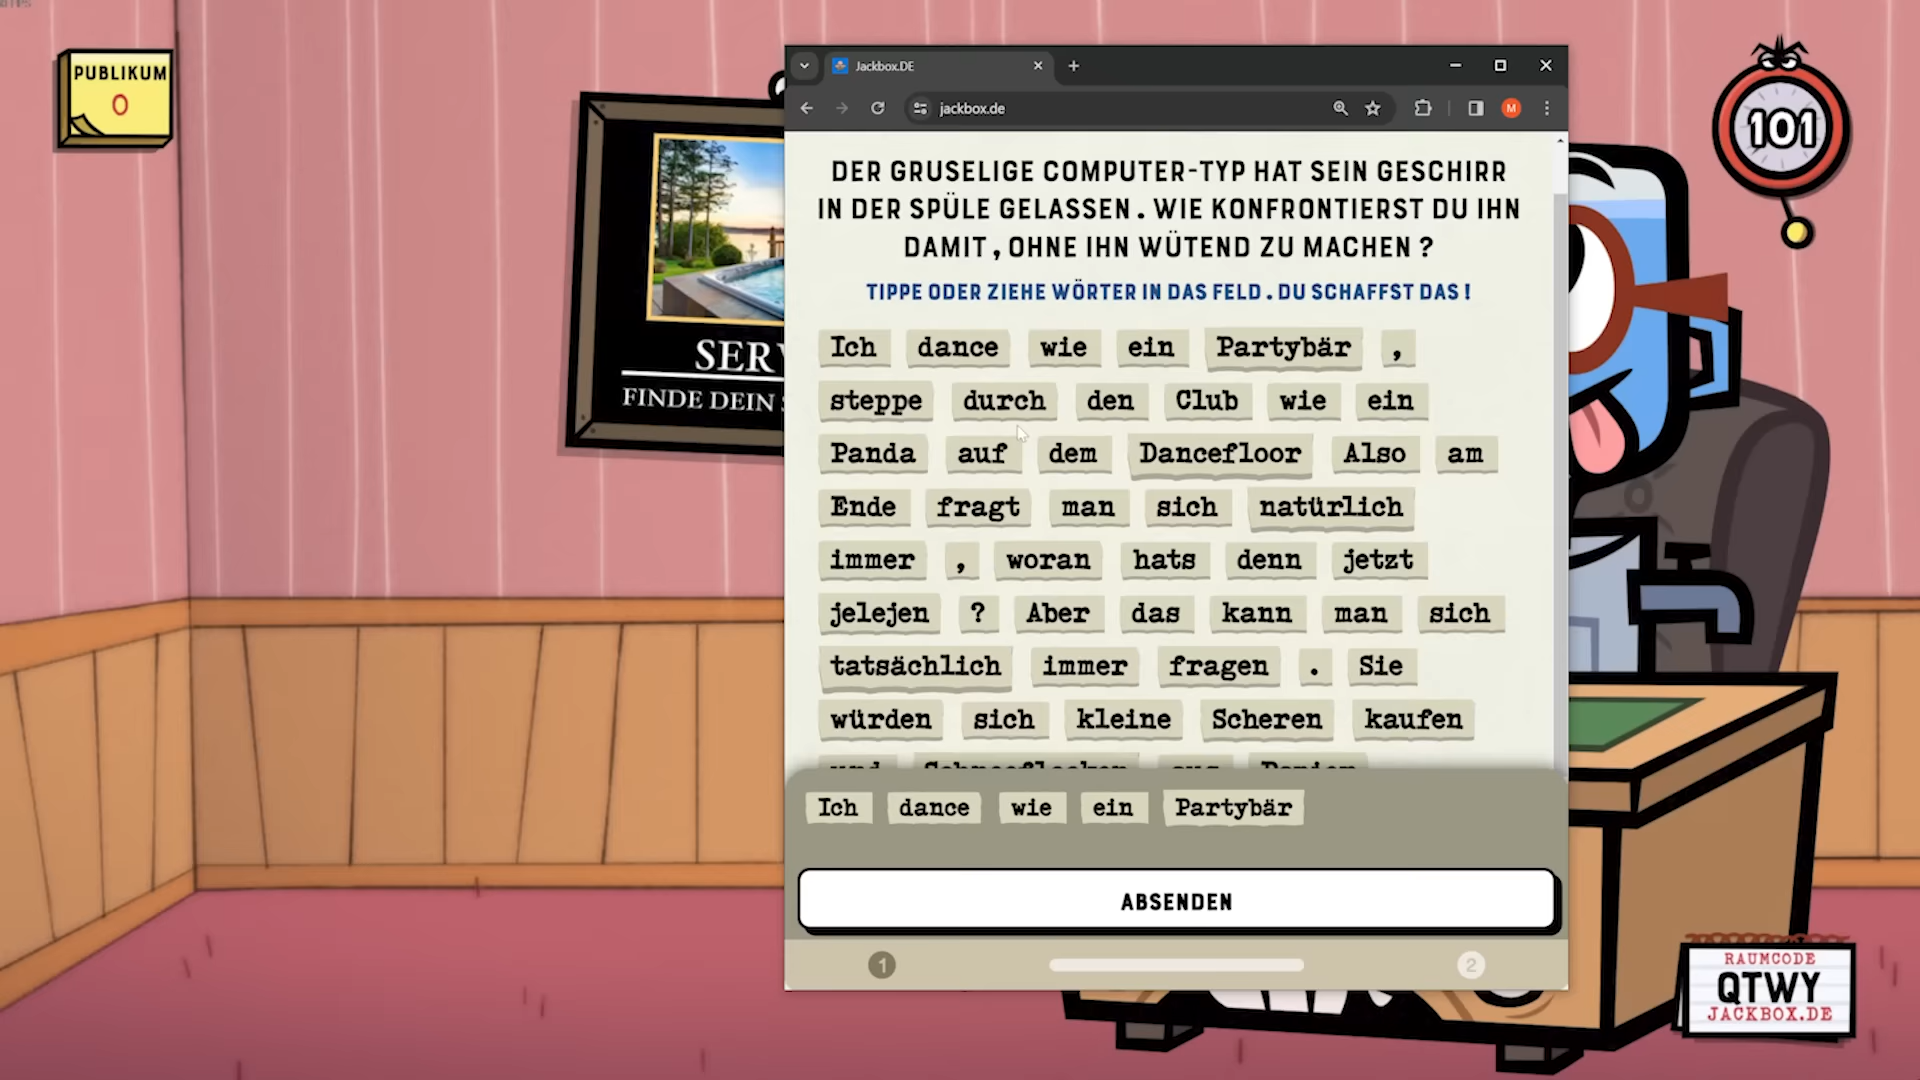 PUBLIKUM
0
SER
FINDE DEIN
Jackbox.DE
jackbox.de
M
101
DER GRUSELIGE COMPUTER-TYP HAT SEIN GESCHIRR
IN DER SPÜLE GELASSEN. WIE KONFRONTIERST DU IHN
DAMIT, OHNE IHN WÜTEND ZU MACHEN?
TIPPE ODER ZIEHE WÖRTER IN DAS FELD. DU SCHAFFST DAS!
Ich dance wie ein Partybär ,
steppe durch den Club wie ein
Panda auf dem Dancefloor Also am
Ende fragt man sich natürlich
immer , woran hats denn jetzt
jelejen ? Aber das kann man sich
tatsächlich immer fragen . Sie
würden sich kleine Scheren kaufen
und Schneeflocken aus Papier
Ich dance wie ein Partybär
ABSENDEN
1
2
RAUMCODE
QTWY
JACKBOX.DE